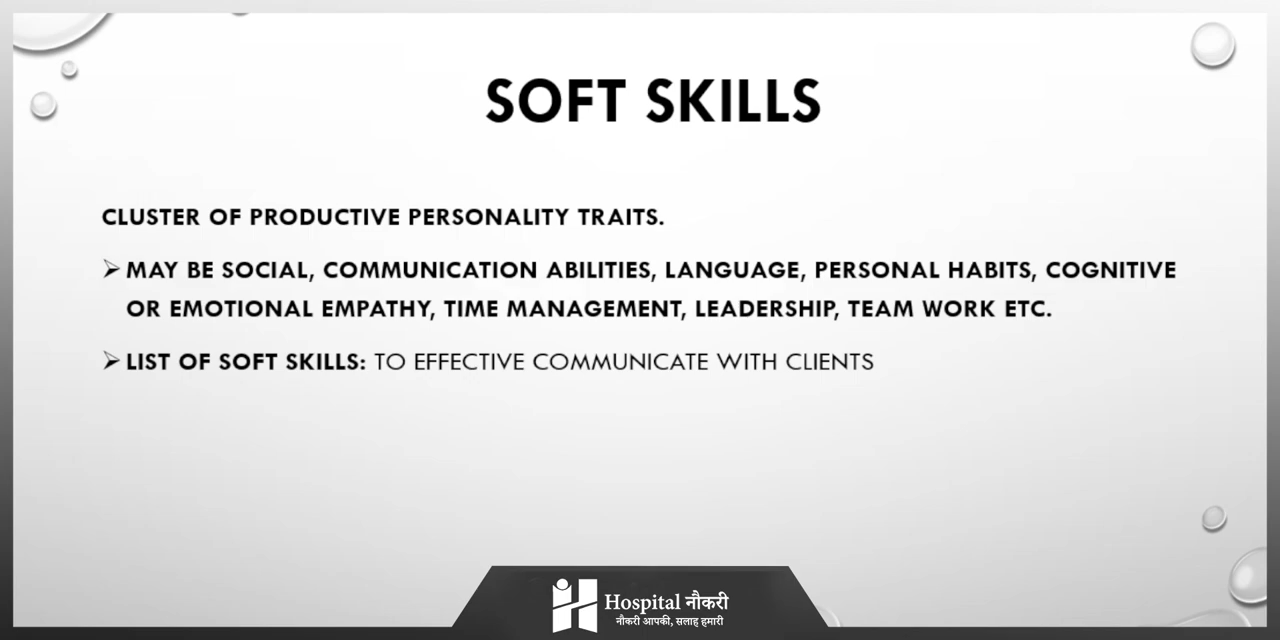 SOFT SKILLS
CLUSTER OF PRODUCTIVE PERSONALITY TRAITS.
MAY BE SOCIAL, COMMUNICATION ABILITIES, LANGUAGE, PERSONAL HABITS, COGNITIVE
OR EMOTIONAL EMPATHY, TIME MANAGEMENT, LEADERSHIP, TEAM WORK ETC.
LIST OF SOFT SKILLS: TO EFFECTIVE COMMUNICATE WITH CLIENTS
Hospital नौकरी
नौकरी आपकी, सलाह हमारी